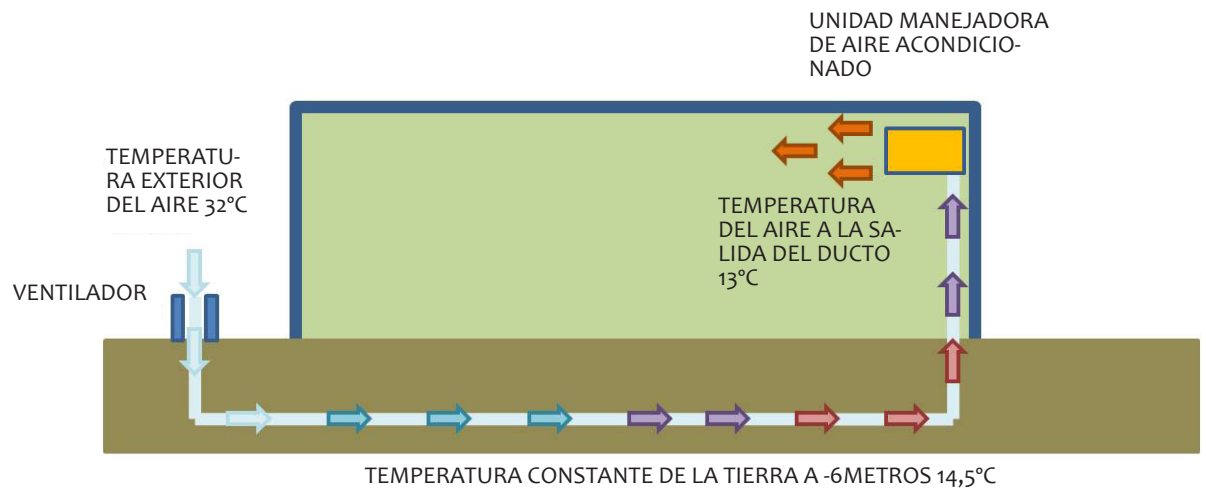 UNIDAD MANEJADORA
DE AIRE ACONDICIO-
NADO
TEMPERATU-
RA EXTERIOR
DEL AIRE 32°C
VENTILADOR
TEMPERATURA
DEL AIRE A LA SA-
LIDA DEL DUCTO
13°C
TEMPERATURA CONSTANTE DE LA TIERRA A -6METROS 14,5°C